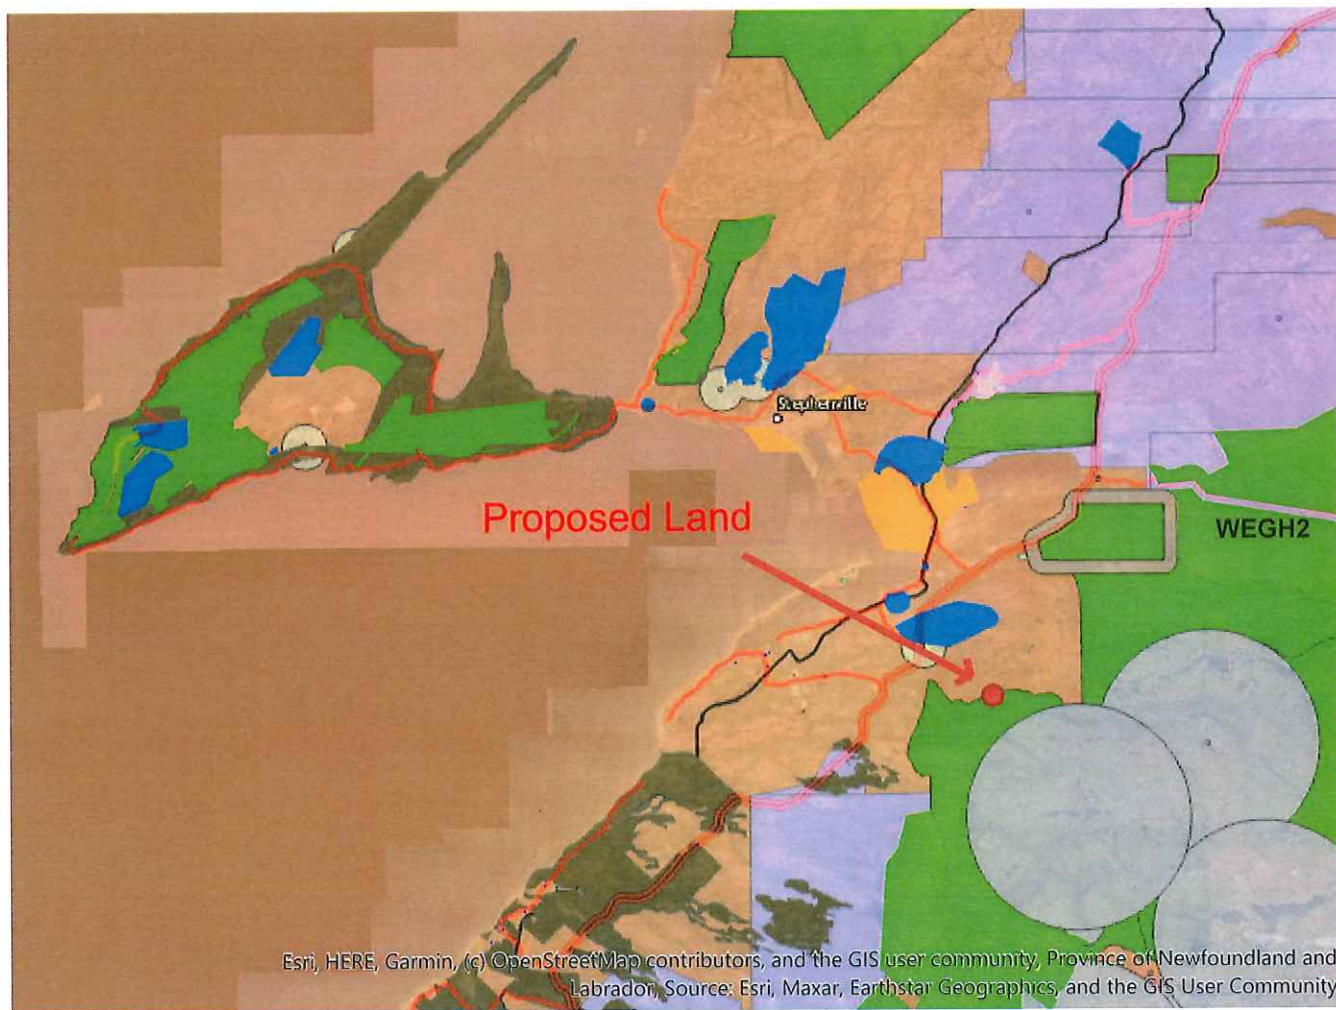 Stephenville
Proposed Land
WEGH2
Esri, HERE, Garmin, (c) OpenStreetMap contributors, and the GIS user community, Province of Newfoundland and
Labrador, Source: Esri, Maxar, Earthstar Geographics, and the GIS User Community